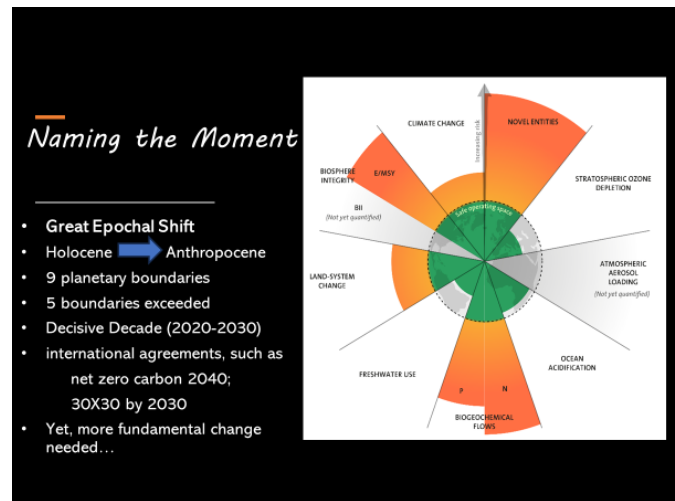 Naming the Moment
• Great Epochal Shift
• Holocene Anthropocene
• 9 planetary boundaries
• 5 boundaries exceeded
• Decisive Decade (2020-2030)
• international agreements, such as
net zero carbon 2040;
30X30 by 2030
• Yet, more fundamental change
needed…
CLIMATE CHANGE
Increasing risk
NOVEL ENTITIES
STRATOSPHERIC OZONE
DEPLETION
ATMOSPHERIC
AEROSOL
LOADING
(Not yet quantified)
OCEAN
ACIDIFICATION
N
P
BIOGEOCHEMICAL
FLOWS
FRESHWATER USE
LAND-SYSTEM
CHANGE
BIOSPHERE
INTEGRITY
E/MSY
BII
(Not yet quantified)
Safe operating space